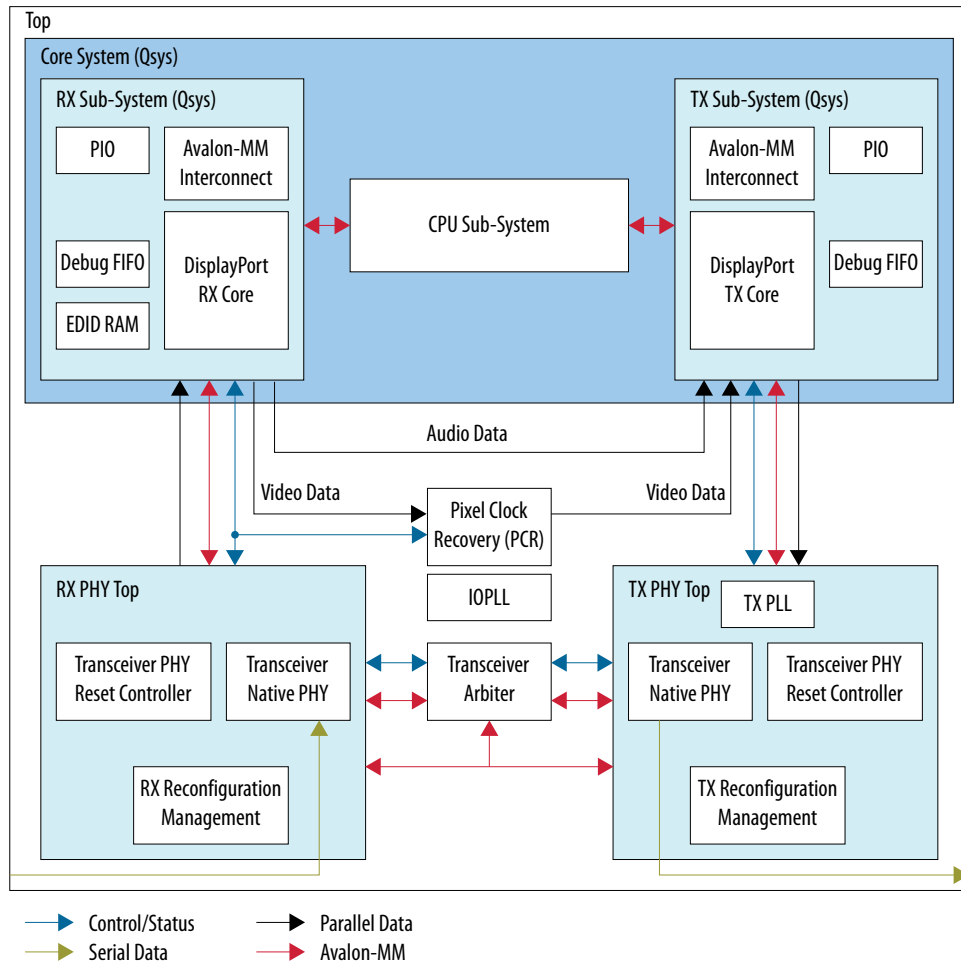 Top
Core System (Qsys)
RX Sub-System (Qsys)
PIO
Avalon-MM
Interconnect
Debug FIFO
EDID RAM
DisplayPort
RX Core
CPU Sub-System
TX Sub-System (Qsys)
Avalon-MM
Interconnect
PIO
DisplayPort
TX Core
Debug FIFO
Audio Data
Video Data
Pixel Clock
Recovery (PCR)
Video Data
IOPLL
RX PHY Top
Transceiver PHY
Reset Controller
Transceiver
Native PHY
RX Reconfiguration
Management
Transceiver
Arbiter
TX PHY Top
TX PLL
Transceiver
Native PHY
Transceiver PHY
Reset Controller
TX Reconfiguration
Management
Control/Status
Parallel Data
Serial Data
Avalon-MM